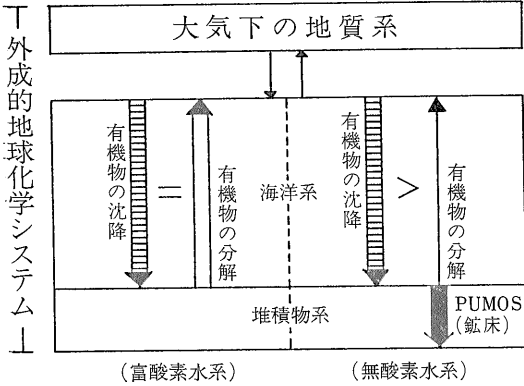 外成的地球化学システム
大気下の地質系
有機物の沈降
=
有機物の分解
海洋系
有機物の沈降
>
有機物の分解
堆積物系
PUMOS
(鉱床)
(富酸素水系)
(無酸素水系)